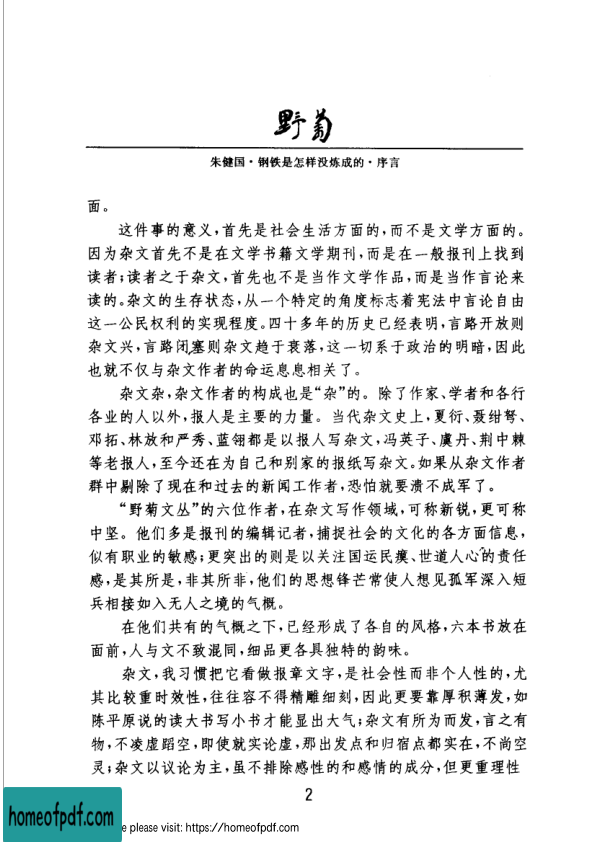 野菊
朱健国·钢铁是怎样没炼成的·序言
面。
这件事的意义，首先是社会生活方面的，而不是文学方面的。
因为杂文首先不是在文学书籍文学期刊，而是在一般报刊上找到
读者；读者之于杂文，首先也不是当作文学作品，而是当作言论来
读的。杂文的生存状态，从一个特定的角度标志着宪法中言论自由
这一公民权利的实现程度。四十多年的历史已经表明，言路开放则
杂文兴，言路闭塞则杂文趋于衰落，这一切系于政治的明暗，因此
也就不仅与杂文作者的命运息息相关了。
杂文杂，杂文作者的构成也是“杂”的。除了作家、学者和各行
各业的人以外，报人是主要的力量。当代杂文史上，夏衍、聂绀弩、
邓拓、林放和严秀、蓝翎都是以报人写杂文，冯英子、虞丹、荆中棘
等老报人，至今还在为自己和别家的报纸写杂文。如果从杂文作者
群中剔除了现在和过去的新闻工作者，恐怕就要溃不成军了。
“野菊文丛”的六位作者，在杂文写作领域，可称新锐，更可称
中坚。他们多是报刊的编辑记者，捕捉社会的文化的各方面信息，
似有职业的敏感；更突出的则是以关注国运民瘼、世道人心的责任
感，是其所是，非其所非，他们的思想锋芒常使人想见孤军深入短
兵相接如入无人之境的气概。
在他们共有的气概之下，已经形成了各自的风格，六本书放在
面前，人与文不致混同，细品更各具独特的韵味。
杂文，我习惯把它看做报章文字，是社会性而非个人性的，尤
其比较重时效性，往往容不得精雕细刻，因此更要靠厚积薄发，如
陈平原说的读大书写小书才能显出大气；杂文有所为而发，言之有
物，不凌虚蹈空，即使就实论虚，那出发点和归宿点都实在，不尚空
灵；杂文以议论为主，虽不排除感性的和感情的成分，但更重理性
2
homeofpdf.com
e please visit: https://homeofpdf.com